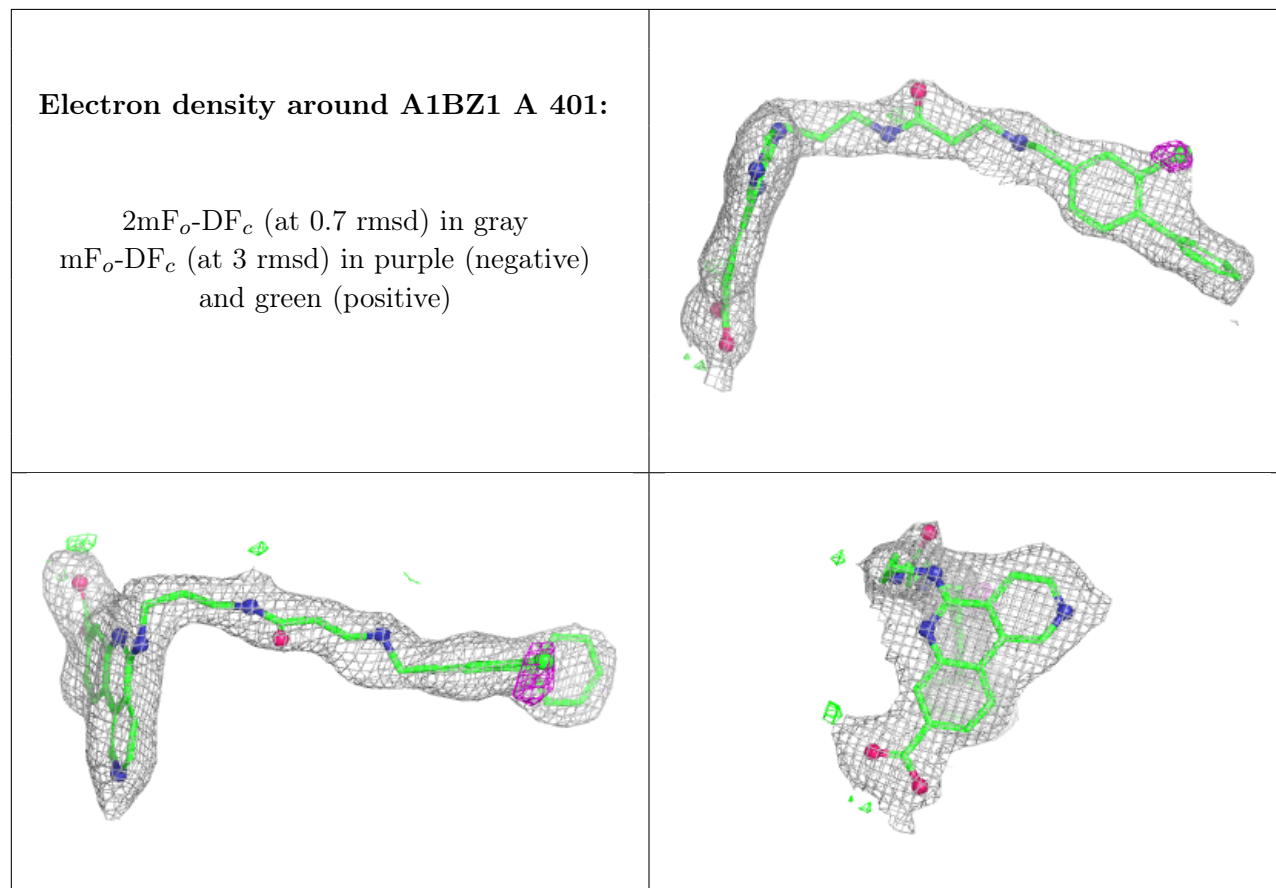 Electron density around A1BZ1 A 401:
2mFo-DFc (at 0.7 rmsd) in gray
mFo-DFc (at 3 rmsd) in purple (negative)
and green (positive)